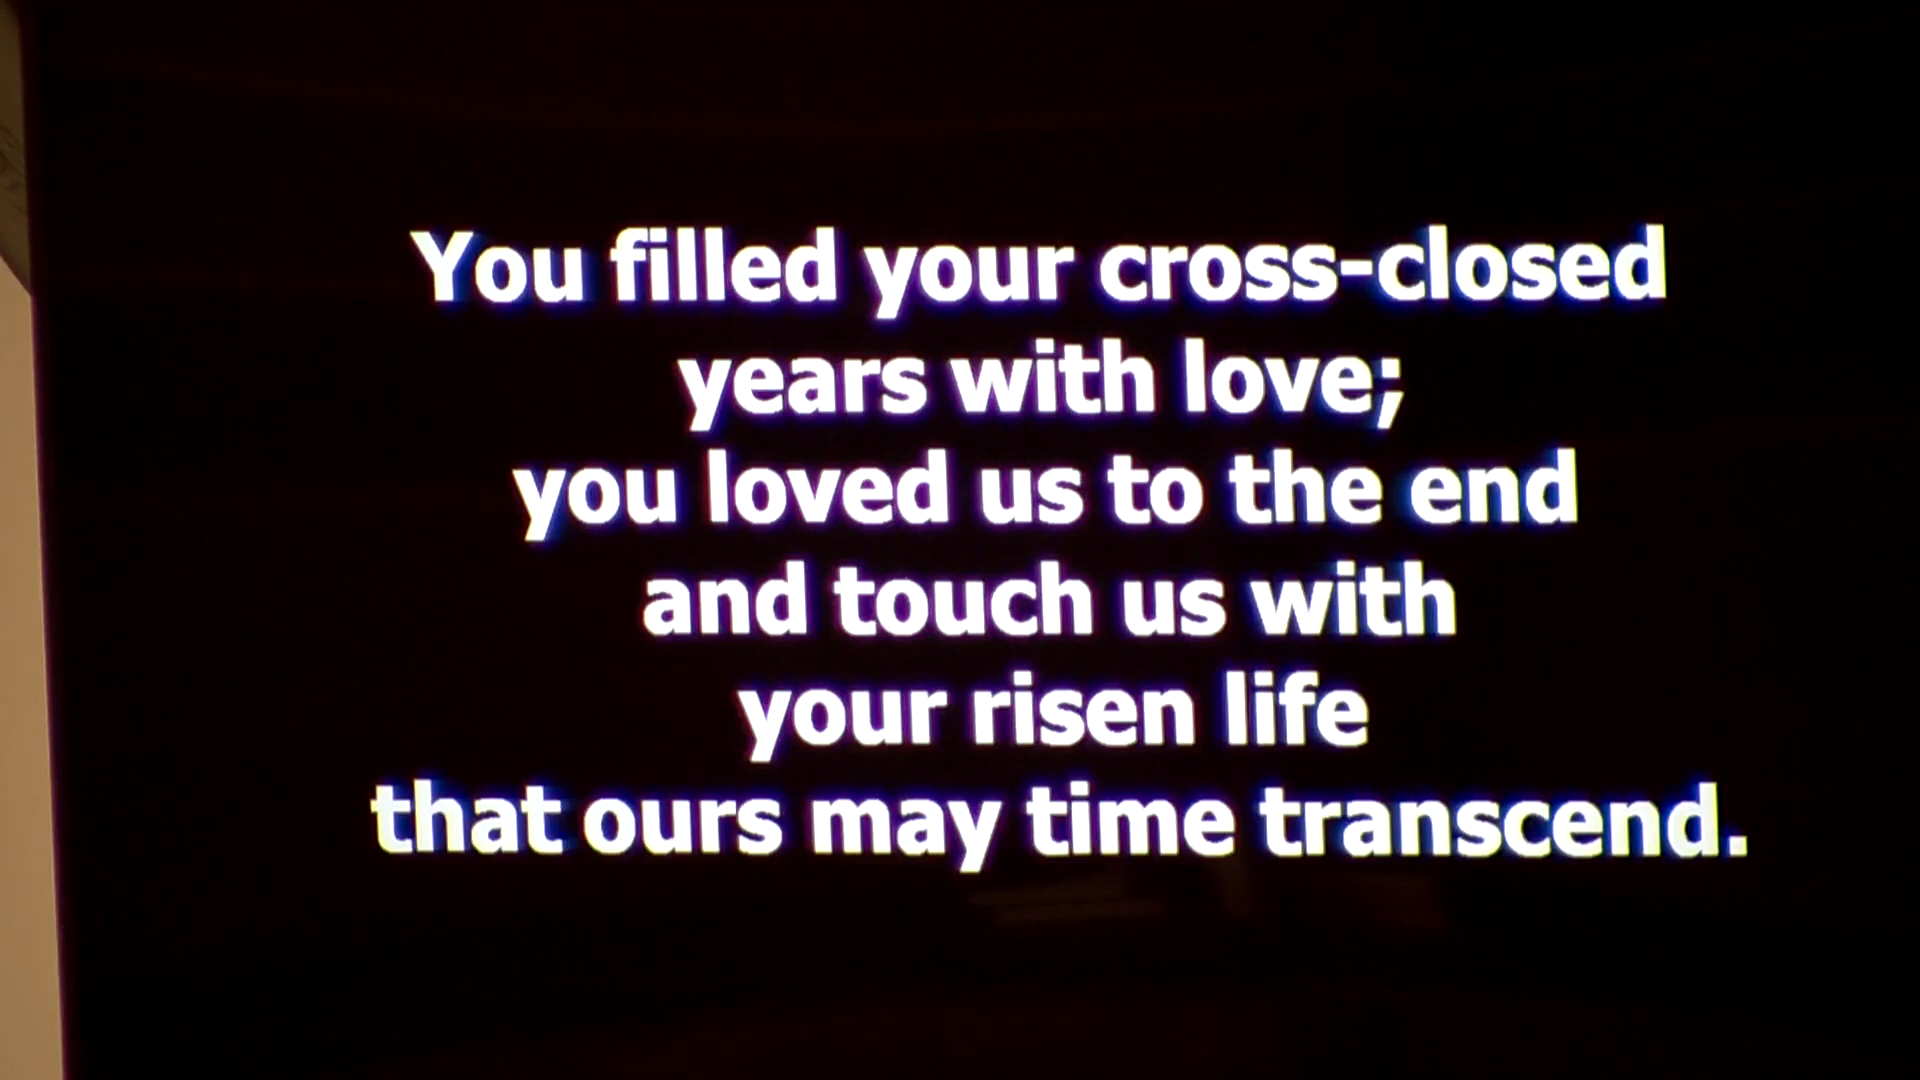 You filled your cross-closed
years with love;
you loved us to the end
and touch us with
your risen life
that ours may time transcend.